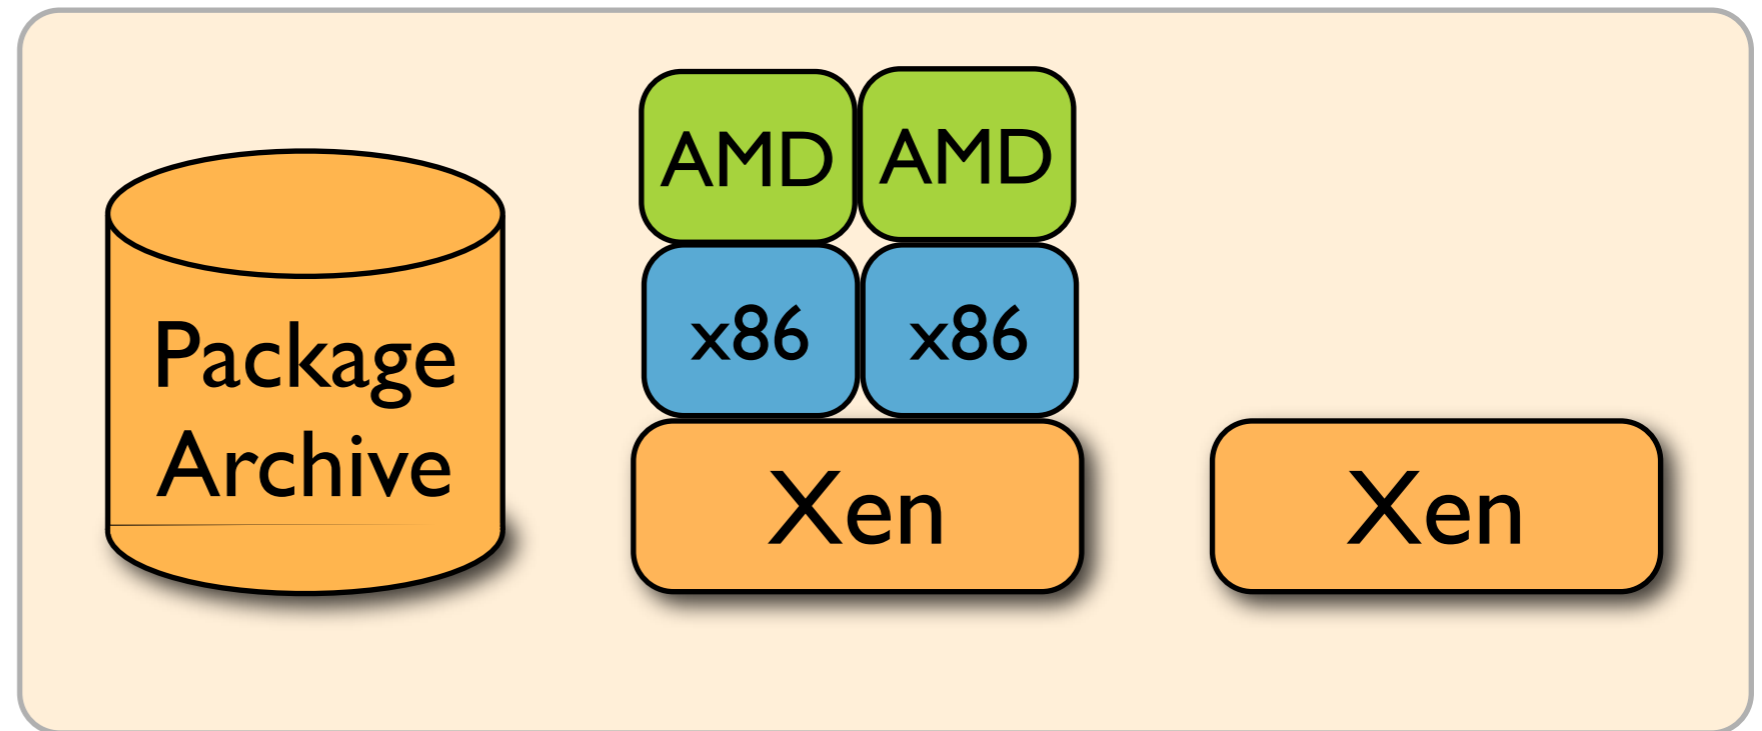 AMD AMD
x86 x86
Package
Archive
Xen Xen